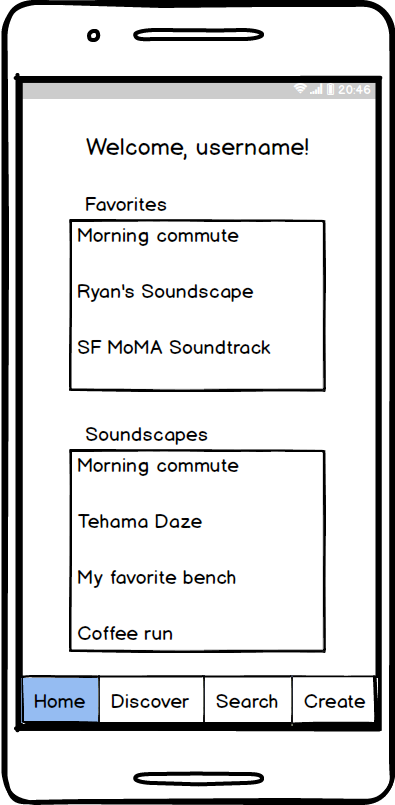 20:46
Welcome, username!
Favorites
Morning commute
Ryan's Soundscape
SF MoMA Soundtrack
Soundscapes
Morning commute
Tehama Daze
My favorite bench
Coffee run
Home Discover Search Create